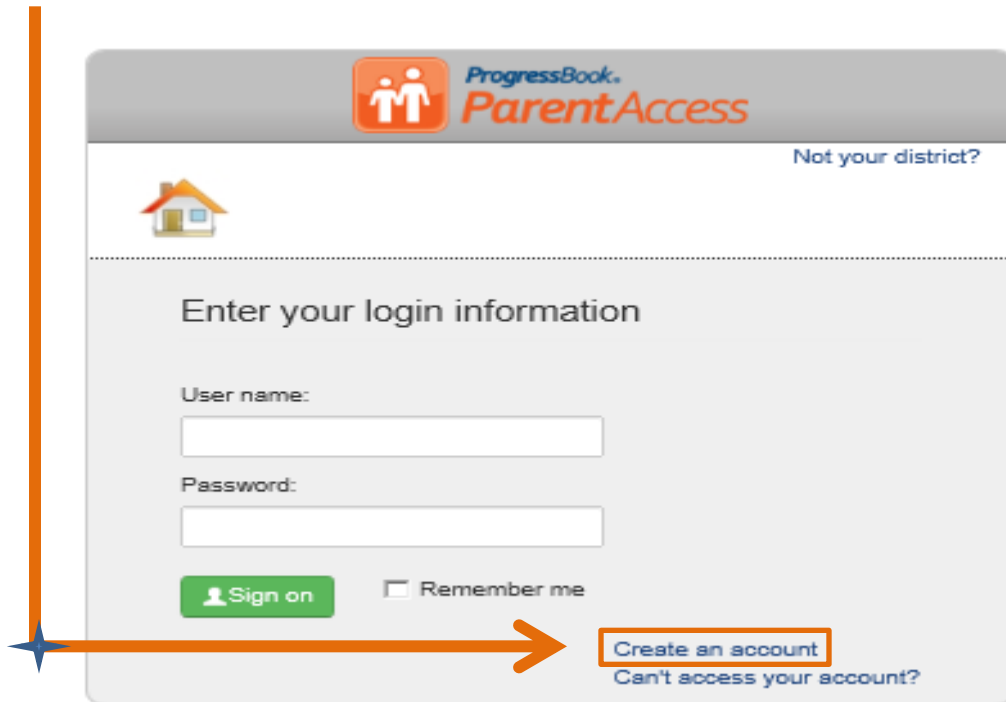 ProgressBook.
ParentAccess
Not your district?
Enter your login information
User name:
Password:
Sign on
Remember me
Create an account
Can't access your account?